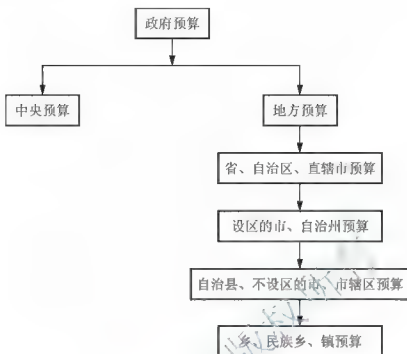 政府预算
中央预算
地方预算
省、自治区、直辖市预算
设区的市、自治州预算
自治县、不设区的市、市辖区预算
乡、民族乡、镇预算